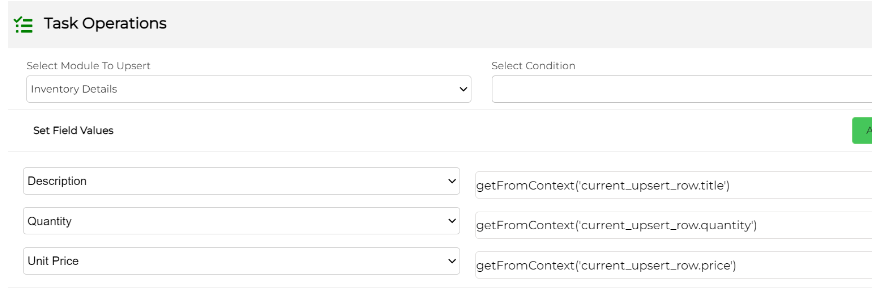 Task Operations
Select Module To Upsert
Select Condition
Inventory Details
Set Field Values
A
Description
getFromContext('current_upsert_row.title')
Quantity
getFromContext('current_upsert_row.quantity')
Unit Price
getFromContext('current_upsert_row.price')